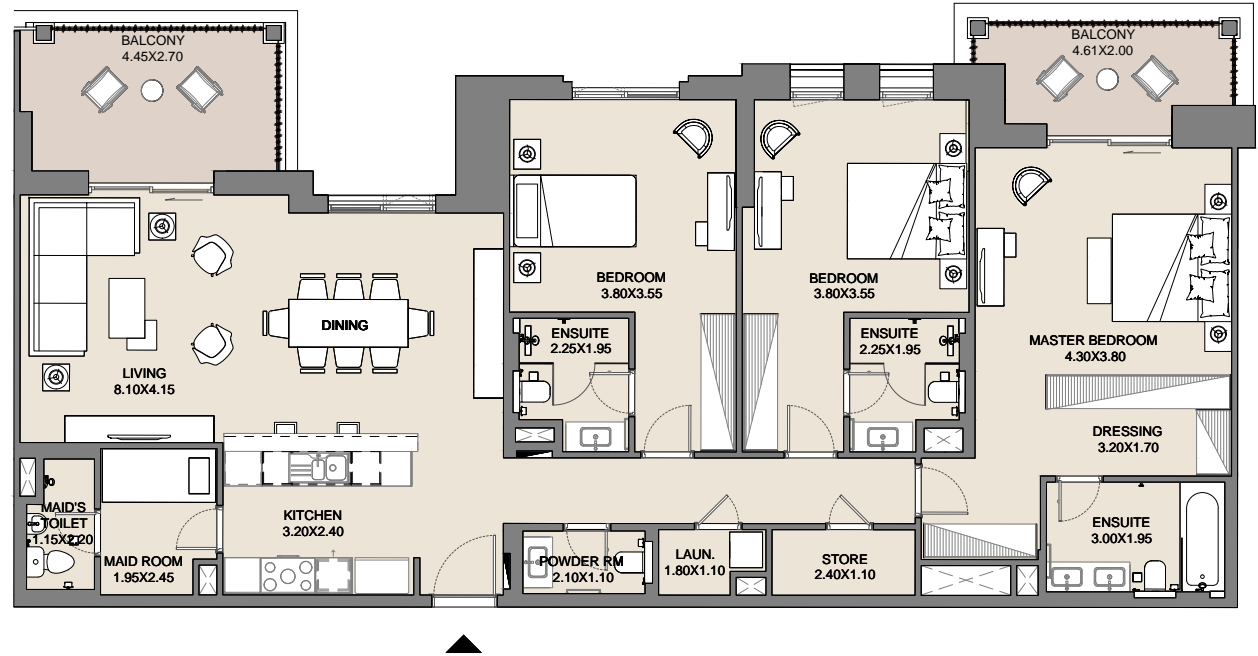 BALCONY
4.45X2.70
BALCONY
4.61X2.00
BEDROOM
3.80X3.55
BEDROOM
3.80X3.55
DINING
ENSUITE
2.25X1.95
ENSUITE
2.25X1.95
MASTER BEDROOM
4.30X3.80
LIVING
8.10X4.15
DRESSING
3.20X1.70
MAID'S
TOILET
1.15X2.20
KITCHEN
3.20X2.40
ENSUITE
3.00X1.95
MAID ROOM
1.95X2.45
POWDER RM
2.10X1.10
LAUN.
1.80X1.10
STORE
2.40X1.10